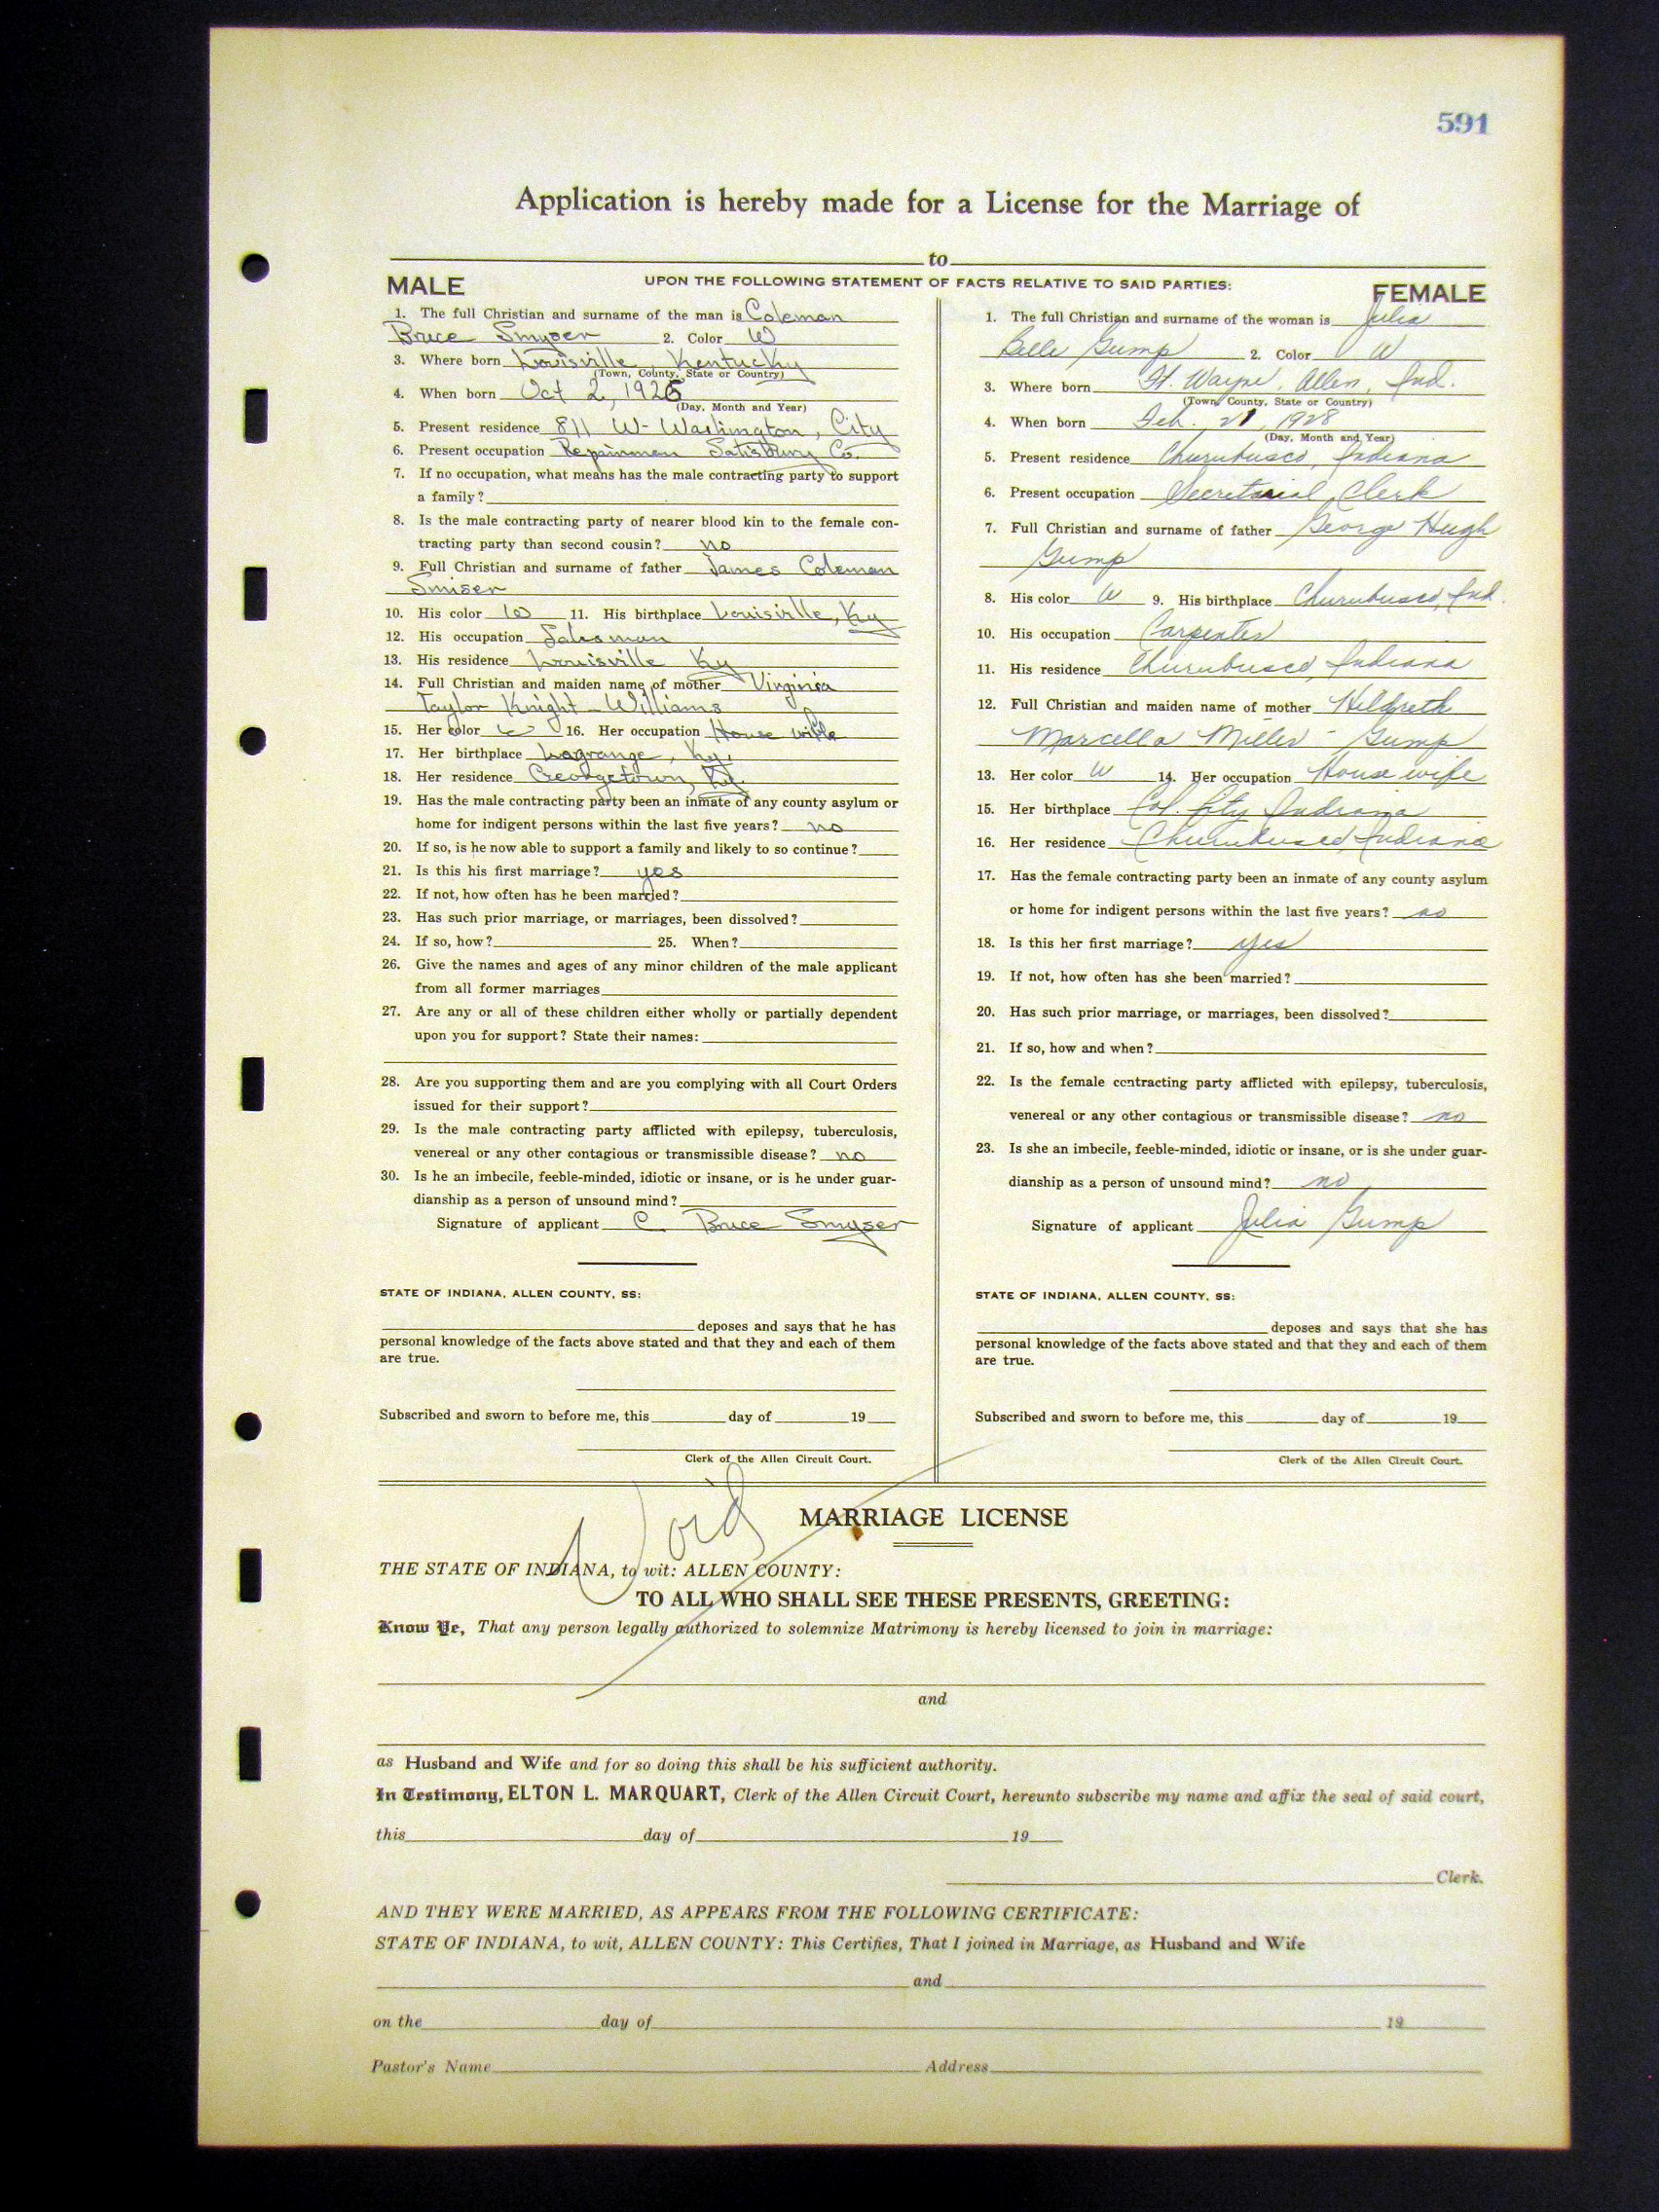 591
Application is hereby made for a License for the Marriage of
to
UPON THE FOLLOWING STATEMENT OF FACTS RELATIVE TO SAID PARTIES:
MALE
1. The full Christian and surname of the man is Coleman
Bruce Smyser 2. Color W
3. Where born Louisville Kentucky
(Town, County, State or Country)
4. When born Oct 2, 1926
(Day, Month and Year)
5. Present residence 811 W- Washington, City
6. Present occupation Repairman Co.
7. If no occupation, what means has the male contracting party to support
a family?
8. Is the male contracting party of nearer blood kin to the female con-
tracting party than second cousin? no
9. Full Christian and surname of father James Coleman
Smiser
10. His color W 11. His birthplace Louisville, Ky
12. His occupation Salesman
13. His residence Louisville Ky
14. Full Christian and maiden name of mother Virginia
Taylor Knight - Williams
15. Her color W 16. Her occupation House wife
17. Her birthplace Lagrange, Ky.
18. Her residence Georgetown, Ky.
19. Has the male contracting party been an inmate of any county asylum or
home for indigent persons within the last five years? no
20. If so, is he now able to support a family and likely to so continue?
21. Is this his first marriage? yes
22. If not, how often has he been married?
23. Has such prior marriage, or marriages, been dissolved?
24. If so, how? 25. When?
26. Give the names and ages of any minor children of the male applicant
from all former marriages
27. Are any or all of these children either wholly or partially dependent
upon you for support? State their names:
28. Are you supporting them and are you complying with all Court Orders
issued for their support?
29. Is the male contracting party afflicted with epilepsy, tuberculosis,
venereal or any other contagious or transmissible disease? no
30. Is he an imbecile, feeble-minded, idiotic or insane, or is he under guar-
dianship as a person of unsound mind?
Signature of applicant C. Bruce Smyser
STATE OF INDIANA, ALLEN COUNTY, SS:
deposes and says that he has
personal knowledge of the facts above stated and that they and each of them
are true.
Subscribed and sworn to before me, this day of 19
Clerk of the Allen Circuit Court.
FEMALE
1. The full Christian and surname of the woman is Julia
Belle Gump 2. Color W
3. Where born Ft. Wayne, Allen, Ind.
(Town, County, State or Country)
4. When born Feb. 21, 1928
(Day, Month and Year)
5. Present residence Churubusco, Indiana
6. Present occupation Secretarial Clerk
7. Full Christian and surname of father George Hugh
Gump
8. His color W 9. His birthplace Churubusco, Ind.
10. His occupation Carpenter
11. His residence Churubusco, Indiana
12. Full Christian and maiden name of mother Hildreth
Marcella Miller - Gump
13. Her color W 14. Her occupation House wife
15. Her birthplace Col. City Indiana
16. Her residence Churubusco, Indiana
17. Has the female contracting party been an inmate of any county asylum
or home for indigent persons within the last five years? no
18. Is this her first marriage? yes
19. If not, how often has she been married?
20. Has such prior marriage, or marriages, been dissolved?
21. If so, how and when?
22. Is the female contracting party afflicted with epilepsy, tuberculosis,
venereal or any other contagious or transmissible disease? no
23. Is she an imbecile, feeble-minded, idiotic or insane, or is she under guar-
dianship as a person of unsound mind? no
Signature of applicant Julia Gump
STATE OF INDIANA, ALLEN COUNTY, SS:
deposes and says that she has
personal knowledge of the facts above stated and that they and each of them
are true.
Subscribed and sworn to before me, this day of 19
Clerk of the Allen Circuit Court.
Void
MARRIAGE LICENSE
THE STATE OF INDIANA, to wit: ALLEN COUNTY:
TO ALL WHO SHALL SEE THESE PRESENTS, GREETING:
Know Ye, That any person legally authorized to solemnize Matrimony is hereby licensed to join in marriage:
and
as Husband and Wife and for so doing this shall be his sufficient authority.
In Testimony, ELTON L. MARQUART, Clerk of the Allen Circuit Court, hereunto subscribe my name and affix the seal of said court,
this day of 19
Clerk.
AND THEY WERE MARRIED, AS APPEARS FROM THE FOLLOWING CERTIFICATE:
STATE OF INDIANA, to wit, ALLEN COUNTY: This Certifies, That I joined in Marriage, as Husband and Wife
and
on the day of 19
Pastor's Name Address